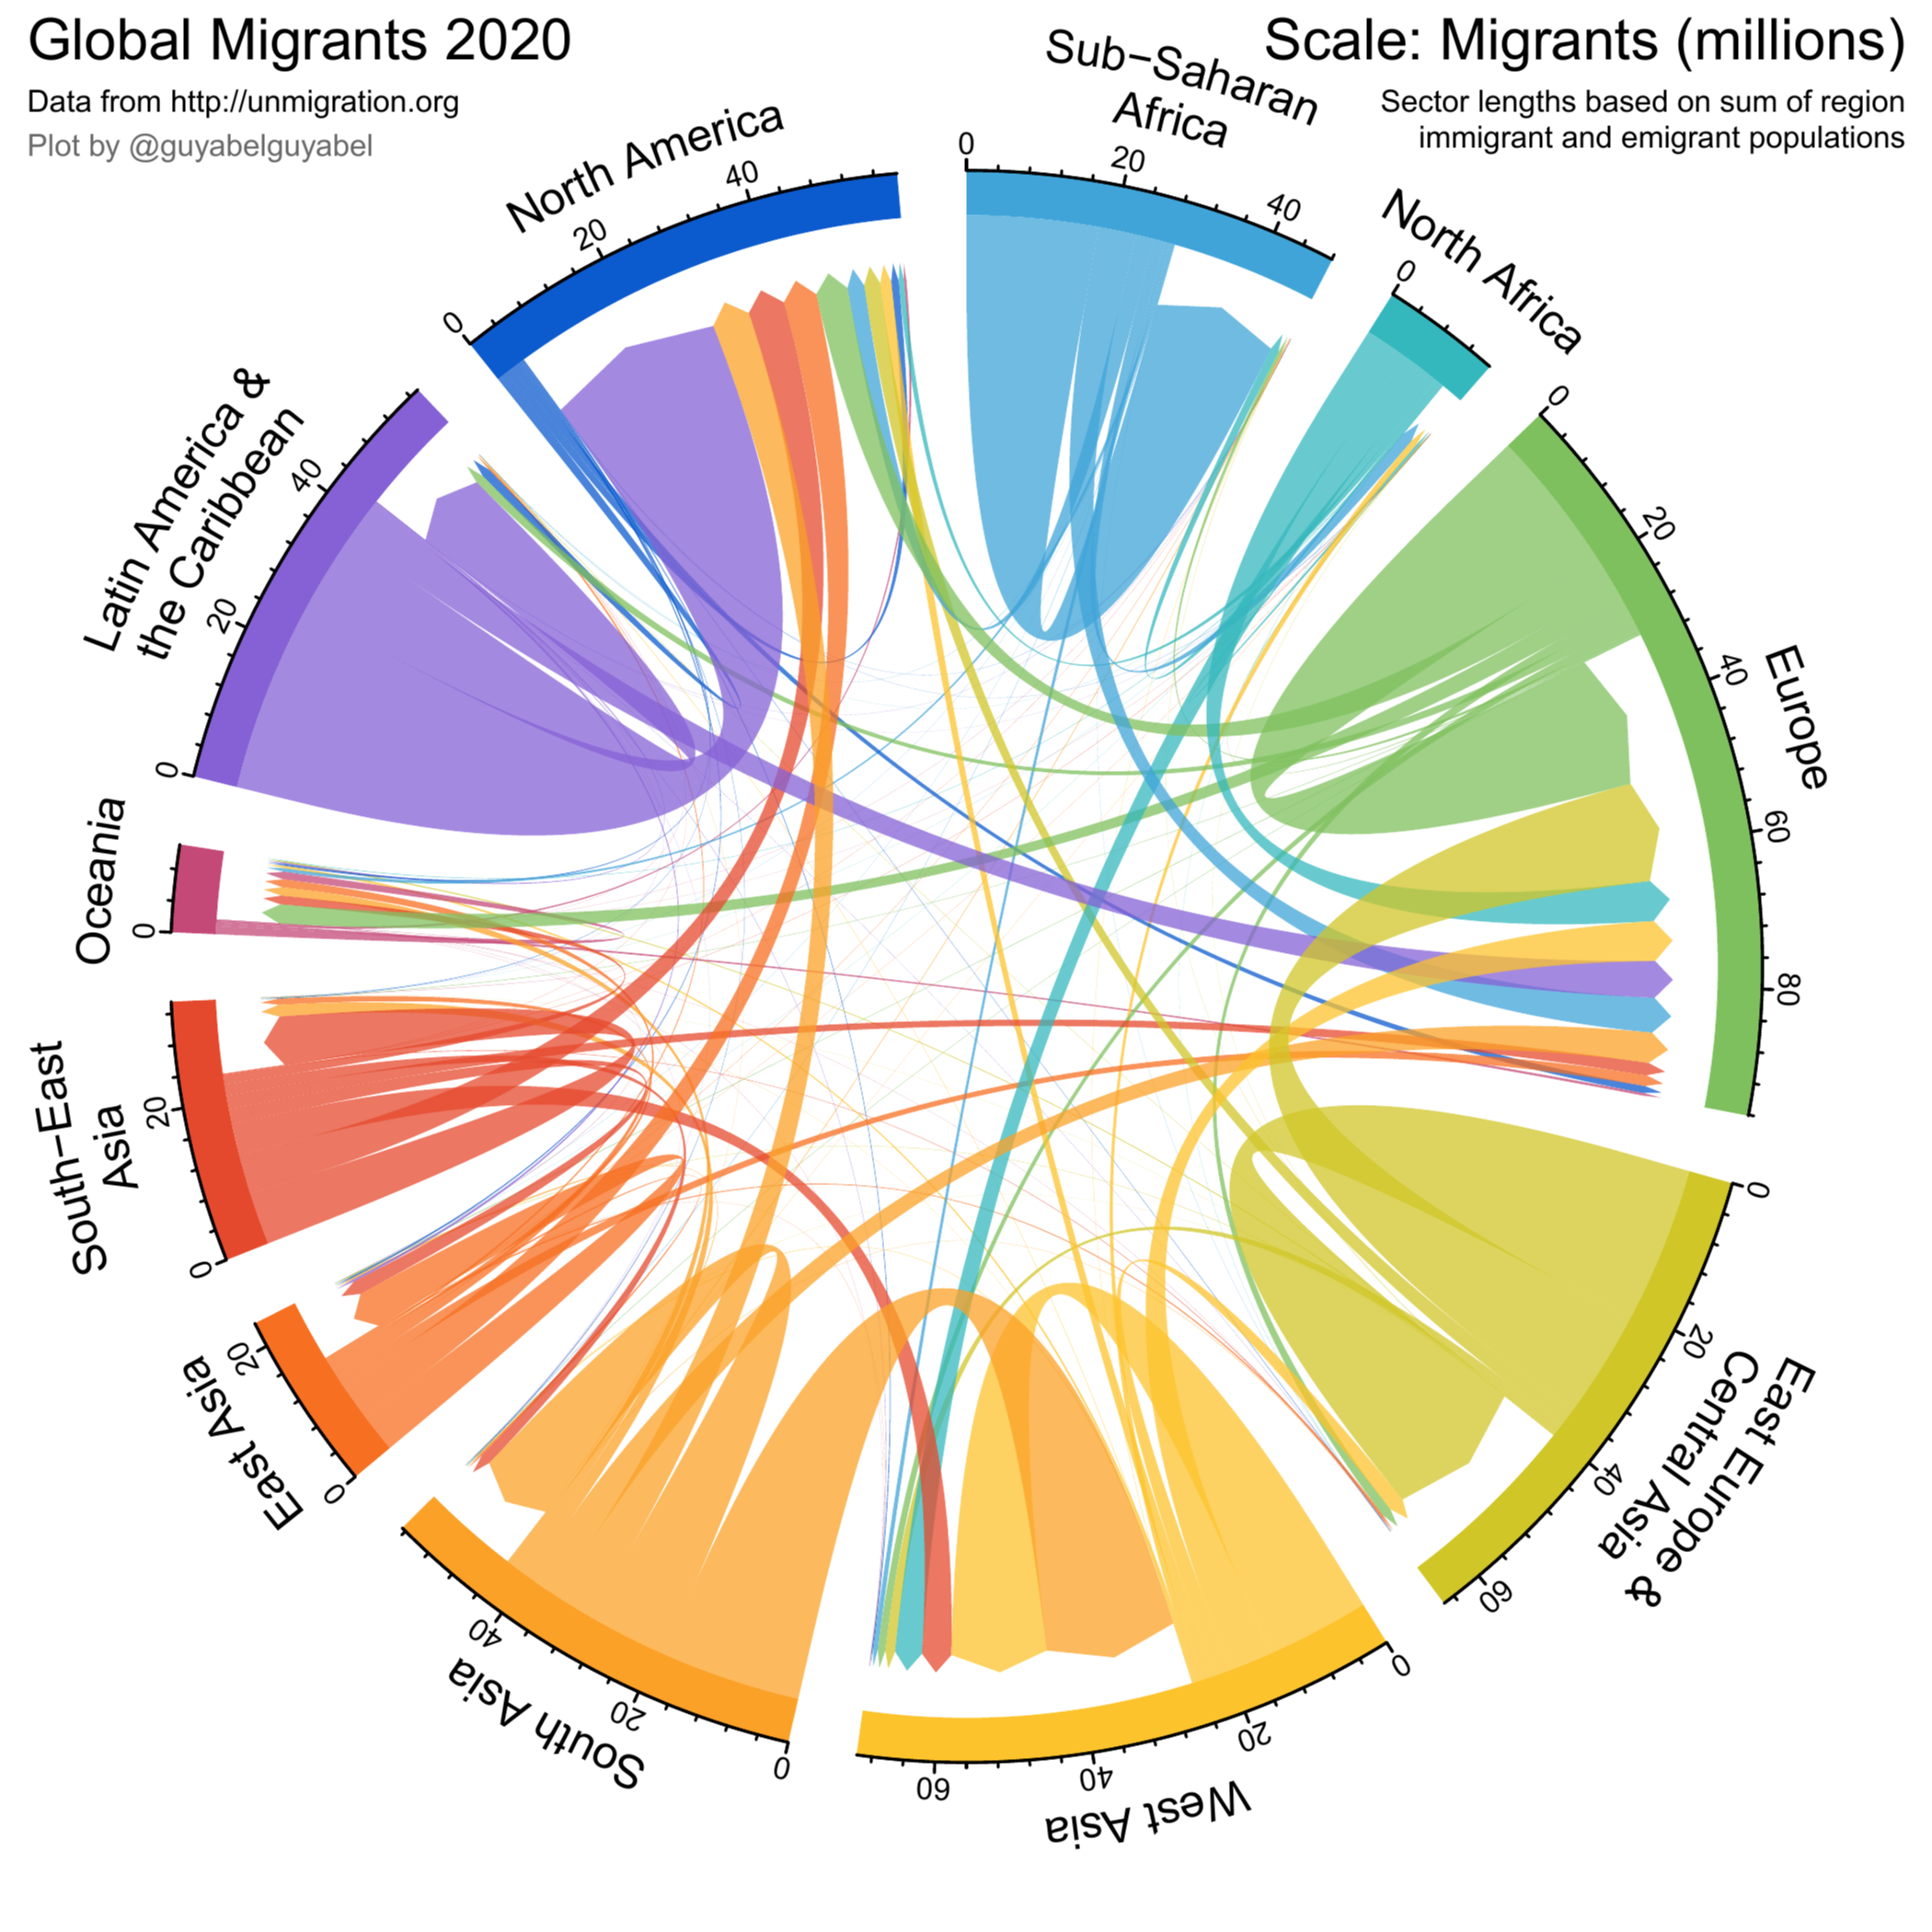 Global Migrants 2020
Data from http://unmigration.org
Plot by @guyabelguyabel
Scale: Migrants (millions)
Sector lengths based on sum of region
immigrant and emigrant populations
Sub−Saharan
Africa
0
20
40
North Africa
0
Europe
0
20
40
60
80
East Europe &
Central Asia
0
20
40
60
West Asia
0
20
40
60
South Asia
0
20
40
East Asia
0
20
South−East
Asia
0
20
Oceania
0
Latin America &
the Caribbean
0
20
40
North America
0
20
40